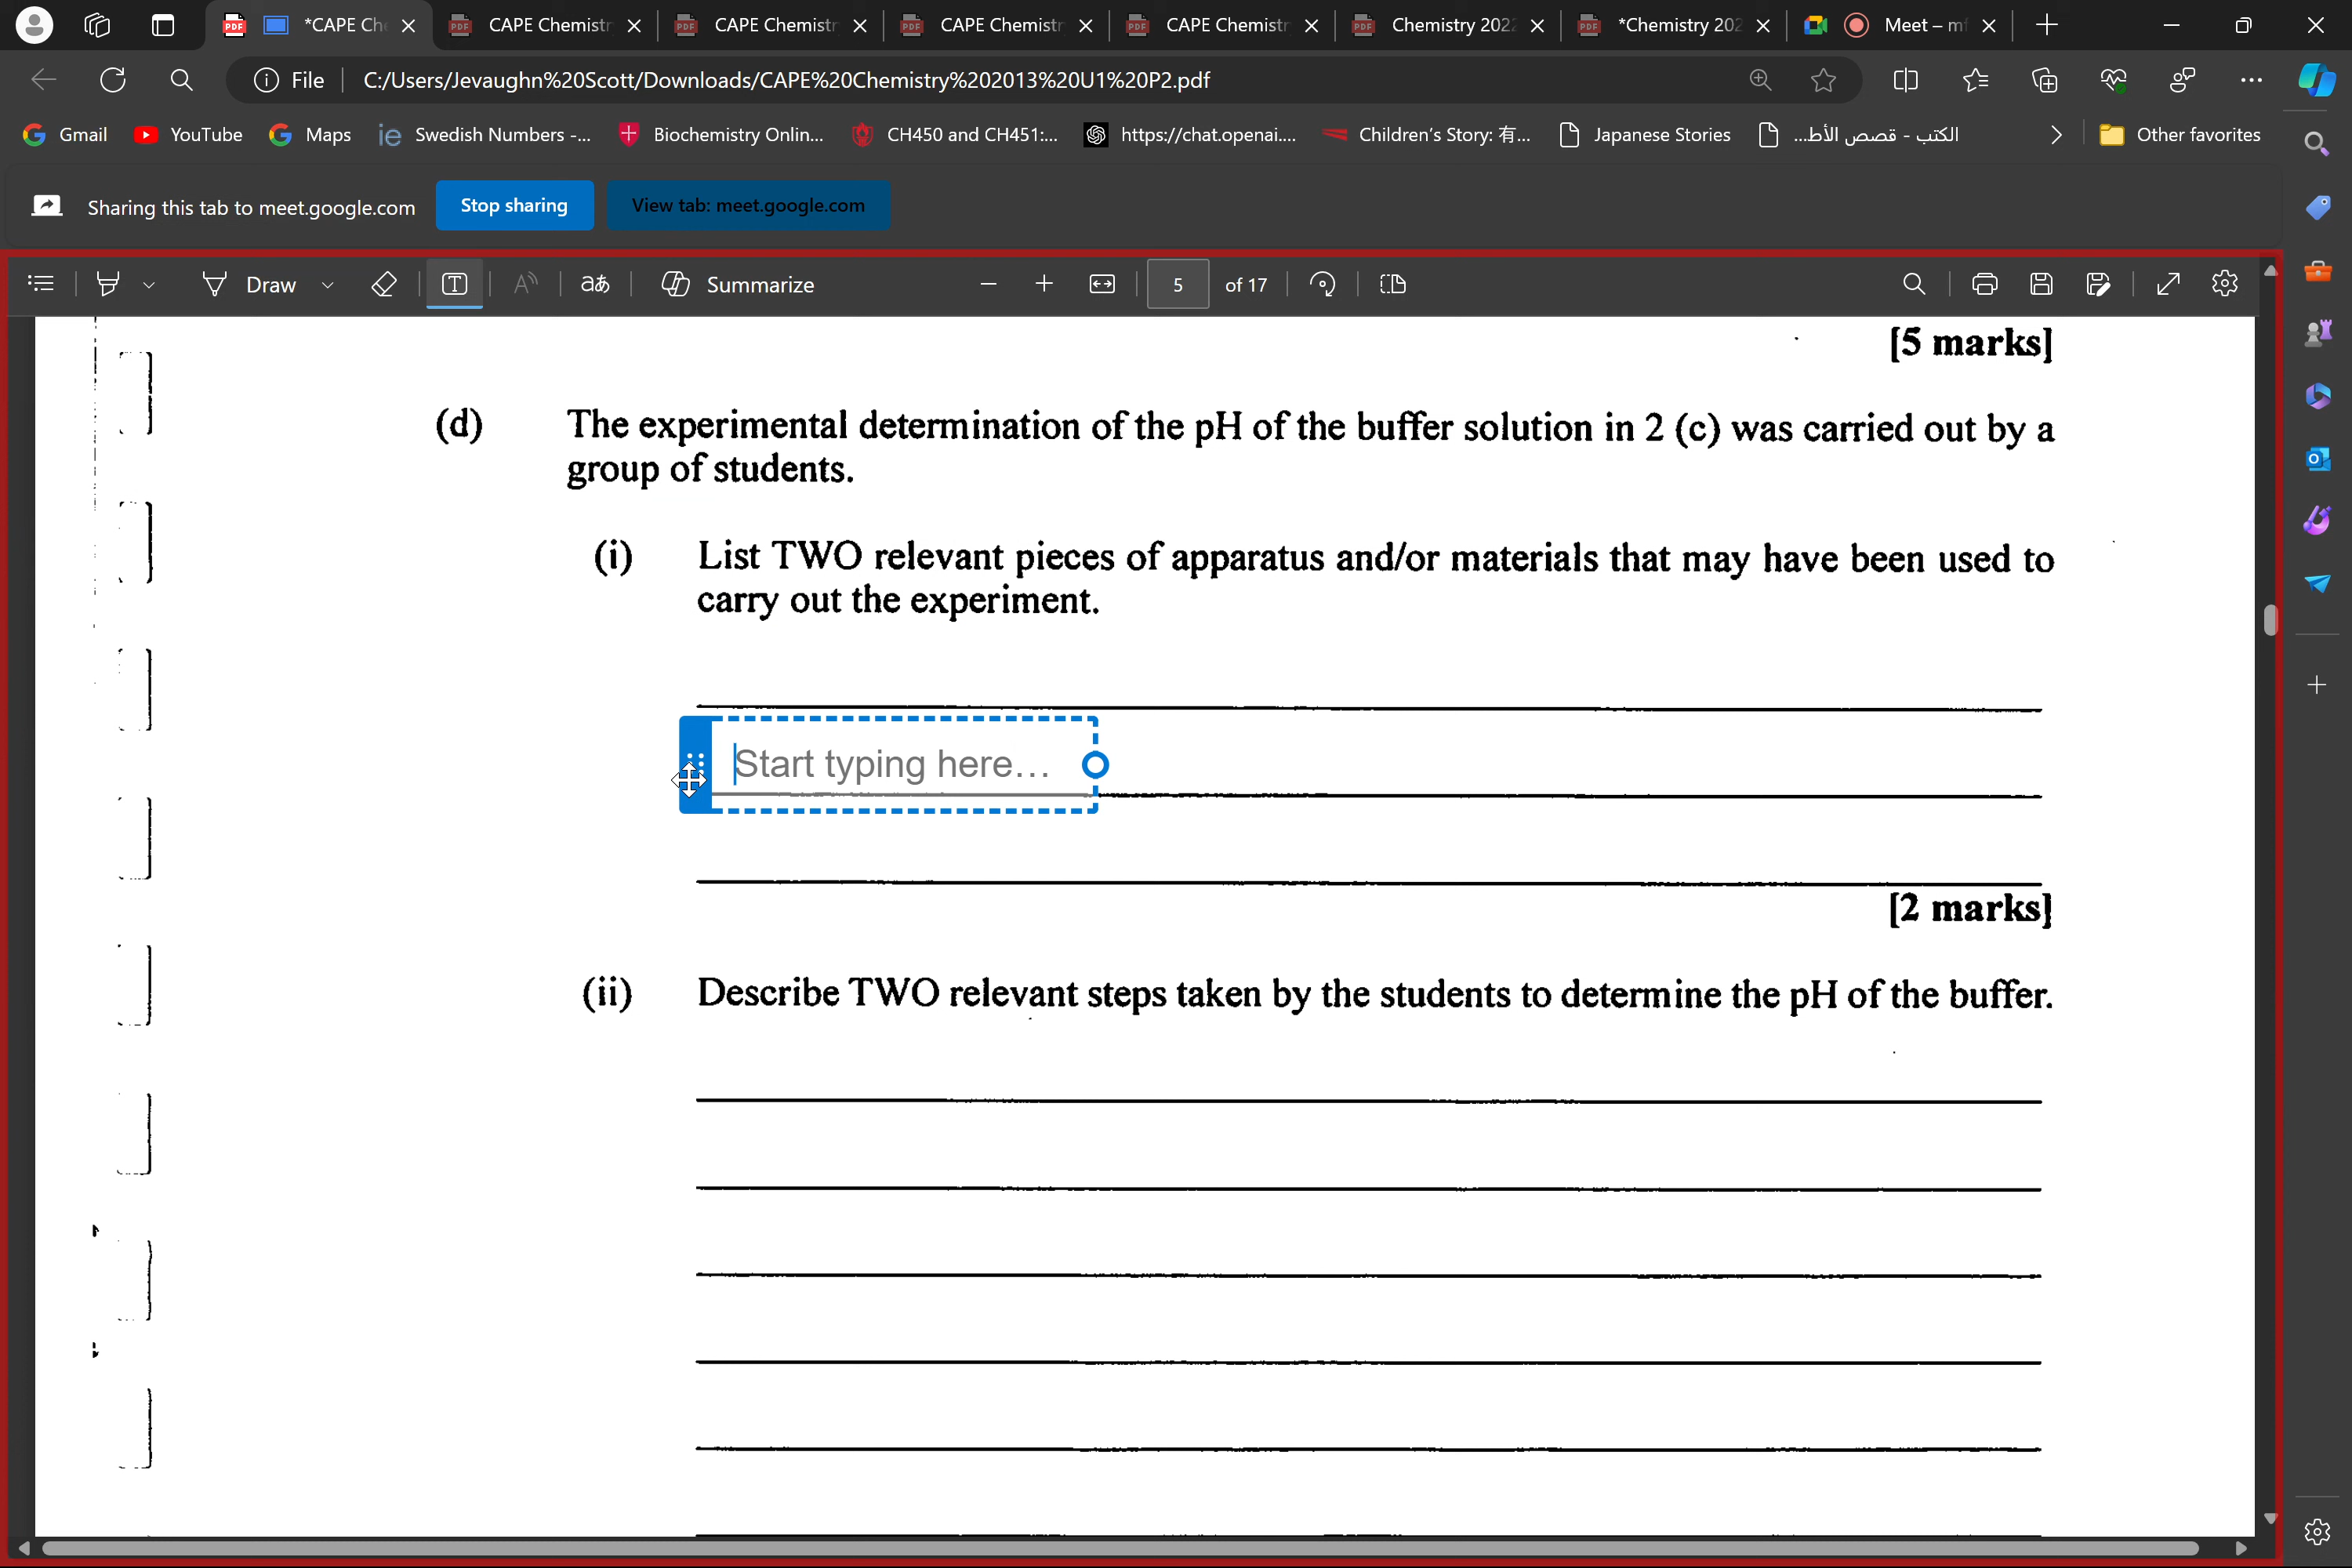 *CAPE Che
CAPE Chemistr
CAPE Chemistr
CAPE Chemistr
CAPE Chemistr
Chemistry 2022
*Chemistry 202
Meet – mf
File
C:/Users/Jevaughn%20Scott/Downloads/CAPE%20Chemistry%202013%20U1%20P2.pdf
Gmail
YouTube
Maps
Swedish Numbers -...
Biochemistry Onlin...
CH450 and CH451:...
https://chat.openai....
Children's Story: 有...
Japanese Stories
الكتب - قصص الأط...
Other favorites
Sharing this tab to meet.google.com
Stop sharing
View tab: meet.google.com
Draw
aあ
Summarize
5
of 17
[5 marks]
(d) The experimental determination of the pH of the buffer solution in 2 (c) was carried out by a
group of students.
(i) List TWO relevant pieces of apparatus and/or materials that may have been used to
carry out the experiment.
Start typing here...
[2 marks]
(ii) Describe TWO relevant steps taken by the students to determine the pH of the buffer.